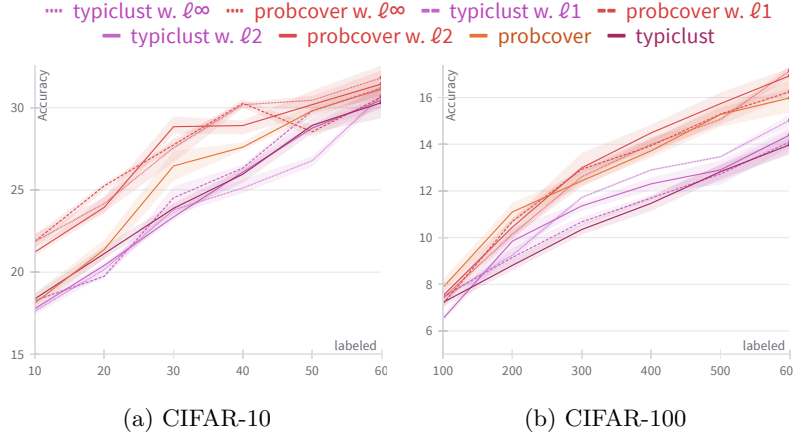 typiclust w. ℓ∞ probcover w. ℓ∞ typiclust w. ℓ1 probcover w. ℓ1
typiclust w. ℓ2 probcover w. ℓ2 probcover typiclust
Accuracy
30
25
20
15
labeled
10 20 30 40 50 60
(a) CIFAR-10
Accuracy
16
14
12
10
8
6
labeled
100 200 300 400 500 60
(b) CIFAR-100